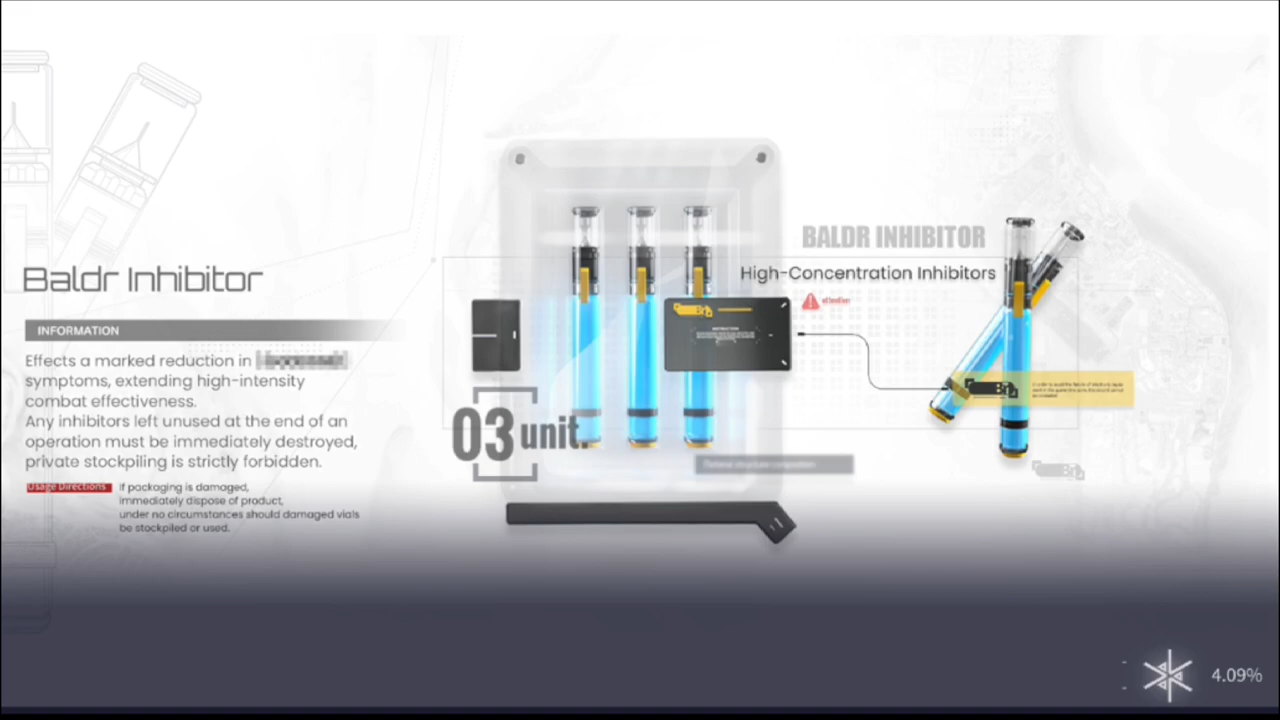 Baldr Inhibitor
INFORMATION
Effects a marked reduction in
symptoms, extending high-intensity
combat effectiveness.
Any inhibitors left unused at the end of an
operation must be immediately destroyed,
private stockpiling is strictly forbidden.
Usage Directions
If packaging is damaged,
immediately dispose of product,
under no circumstances should damaged vials
be stockpiled or used.
03 unit.
BALDR INHIBITOR
High-Concentration Inhibitors
attention
INSTRUCTION
4.09%